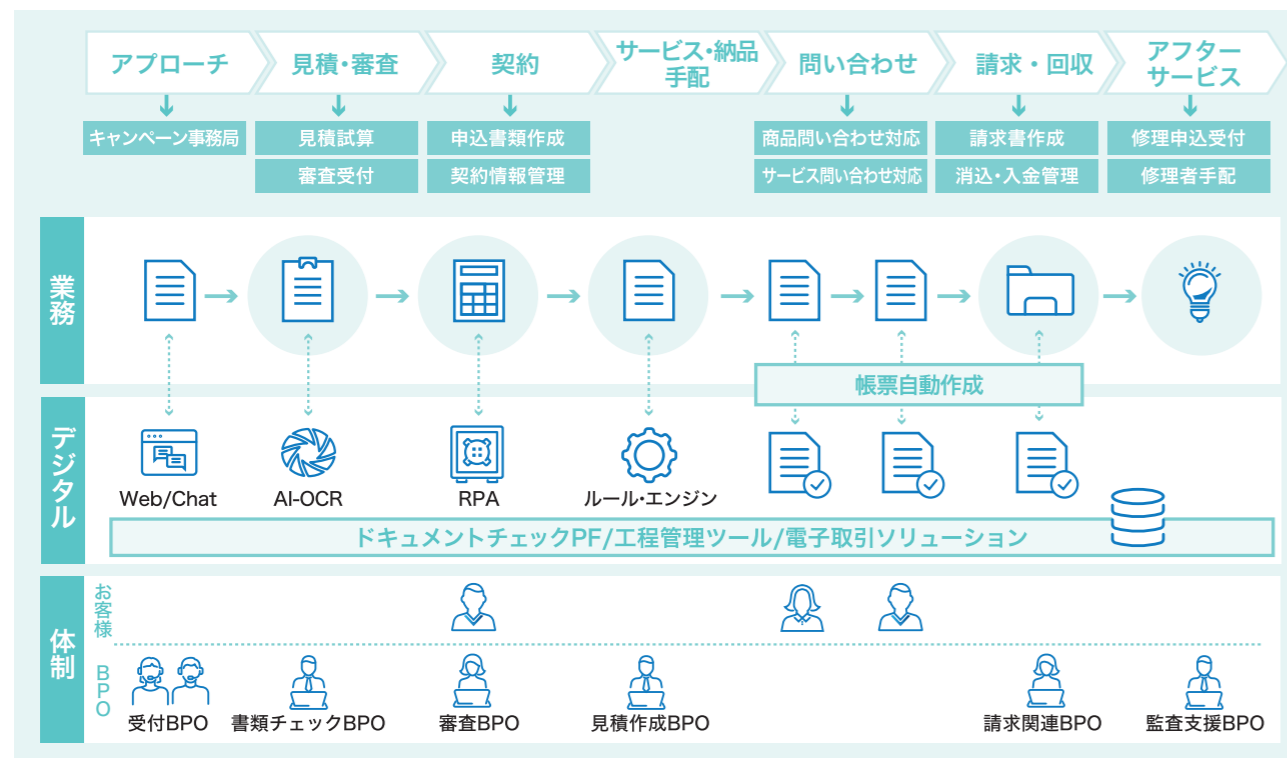 アプローチ
見積・審査
契約
サービス・納品
手配
問い合わせ
請求・回収
アフター
サービス
キャンペーン事務局
見積試算
申込書類作成
商品問い合わせ対応
請求書作成
修理申込受付
審査受付
契約情報管理
サービス問い合わせ対応
消込・入金管理
修理者手配
業務
帳票自動作成
デジタル
Web/Chat
AI-OCR
RPA
ルール・エンジン
ドキュメントチェックPF/工程管理ツール/電子取引ソリューション
体制
お客様
BPO
受付BPO
書類チェックBPO
審査BPO
見積作成BPO
請求関連BPO
監査支援BPO